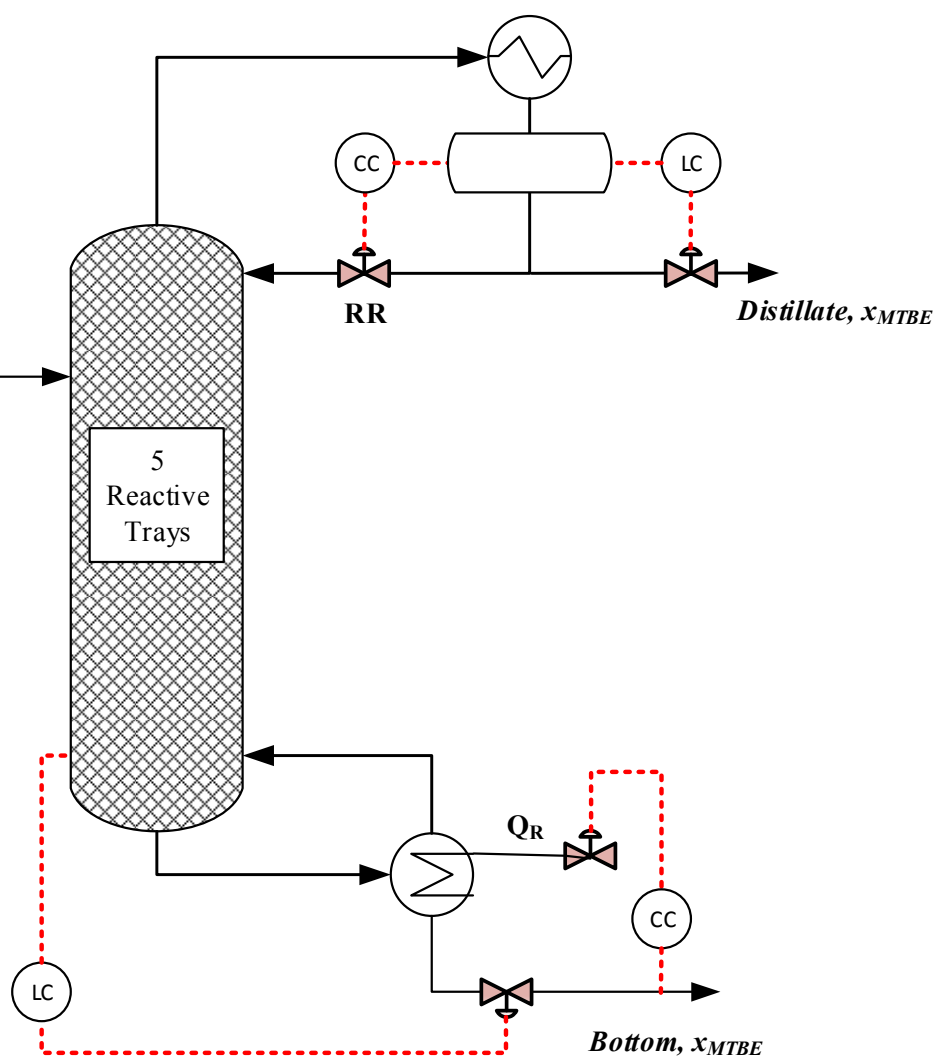 CC
LC
RR
Distillate, xMTBE
5
Reactive
Trays
QR
CC
LC
Bottom, xMTBE